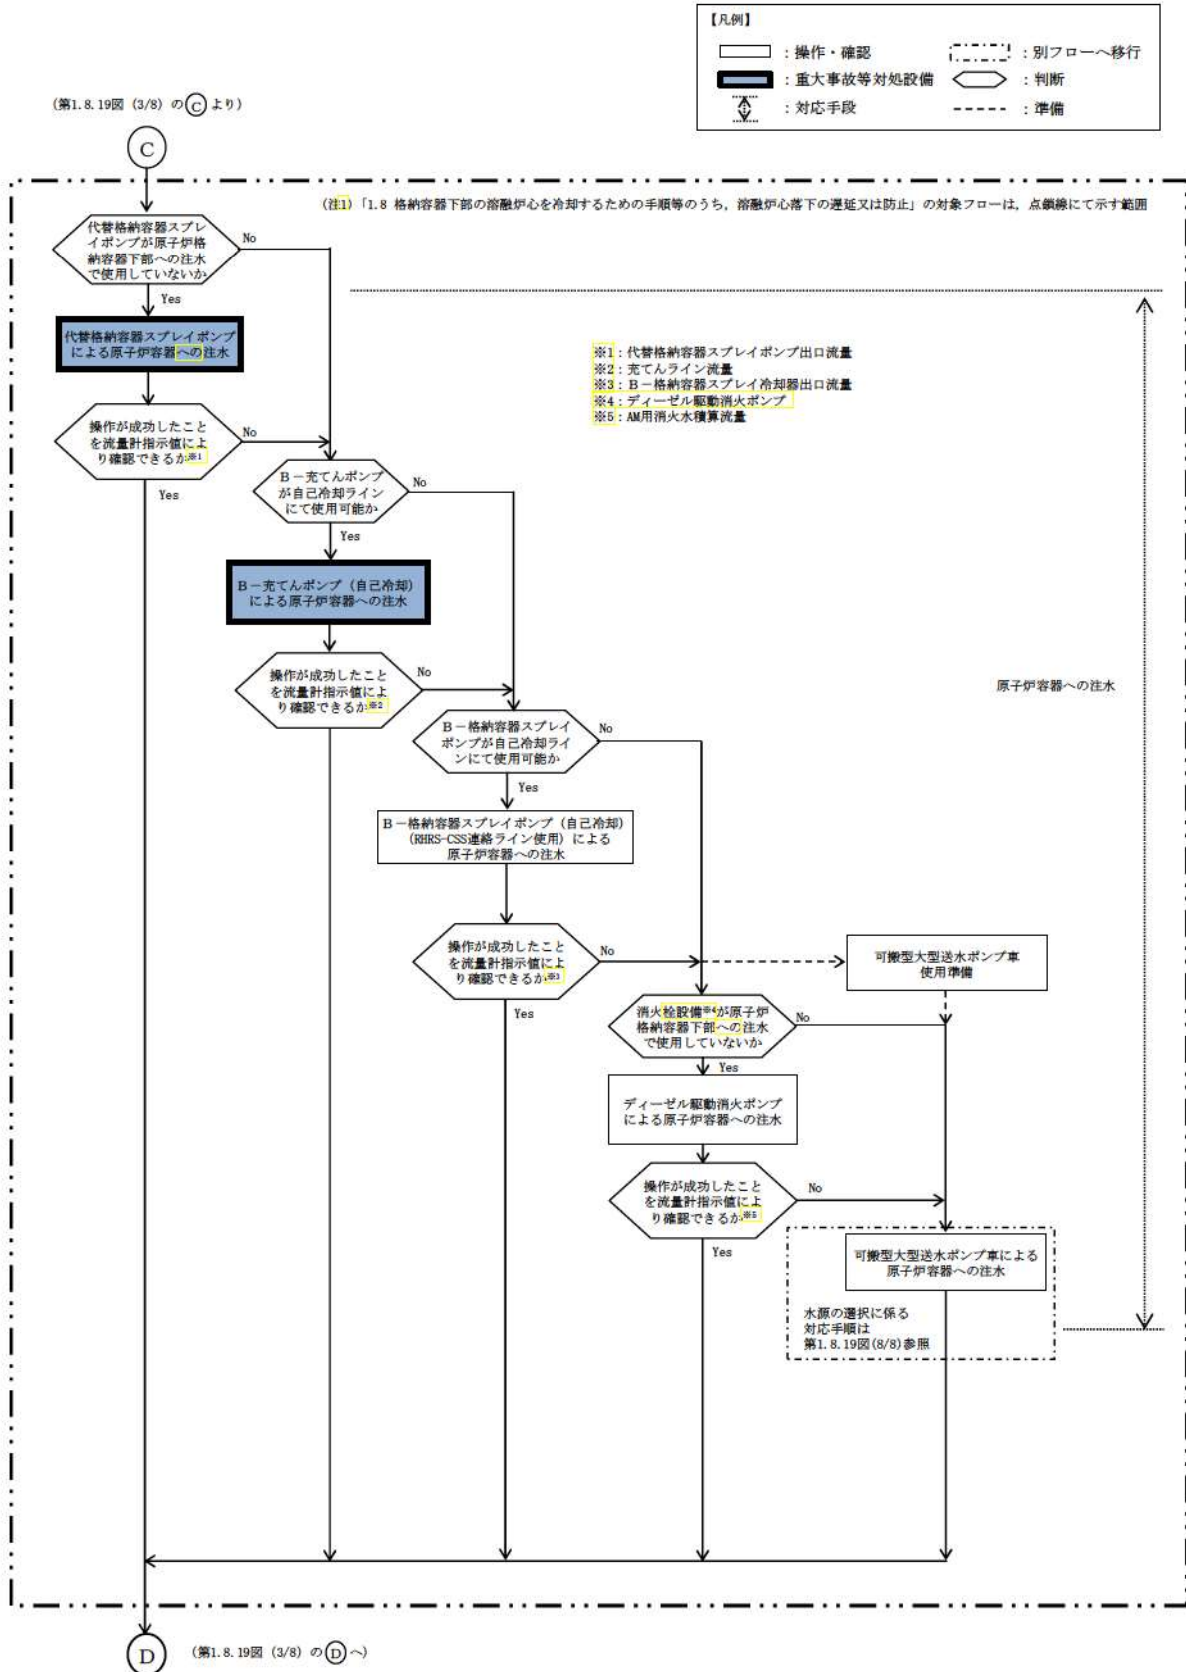 【凡例】
：操作・確認
：別フローへ移行
：重大事故等対処設備
：判断
：対応手段
：準備
(第1.8.19図 (3/8) の C より)
C
(注1)「1.8 格納容器下部の溶融炉心を冷却するための手順等のうち，溶融炉心落下の遅延又は防止」の対象フローは，点鎖線にて示す範囲
代替格納容器スプレ
イポンプが原子炉格
納容器下部への注水
で使用していないか
No
Yes
代替格納容器スプレイポンプ
による原子炉容器への注水
※1：代替格納容器スプレイポンプ出口流量
※2：充てんライン流量
※3：B－格納容器スプレイ冷却器出口流量
※4：ディーゼル駆動消火ポンプ
※5：AM用消火水積算流量
操作が成功したこと
を流量計指示値によ
り確認できるか※1
No
Yes
B－充てんポンプ
が自己冷却ライン
にて使用可能か
No
Yes
B－充てんポンプ（自己冷却）
による原子炉容器への注水
操作が成功したこと
を流量計指示値によ
り確認できるか※2
No
原子炉容器への注水
B－格納容器スプレイ
ポンプが自己冷却ライ
ンにて使用可能か
No
Yes
B－格納容器スプレイポンプ（自己冷却）
（RHRS-CSS連絡ライン使用）による
原子炉容器への注水
操作が成功したこと
を流量計指示値によ
り確認できるか※3
No
Yes
可搬型大型送水ポンプ車
使用準備
消火栓設備※4が原子炉
格納容器下部への注水
で使用していないか
No
Yes
ディーゼル駆動消火ポンプ
による原子炉容器への注水
操作が成功したこと
を流量計指示値によ
り確認できるか※5
No
Yes
可搬型大型送水ポンプ車による
原子炉容器への注水
水源の選択に係る
対応手順は
第1.8.19図(8/8)参照
D
(第1.8.19図 (3/8) の D へ)